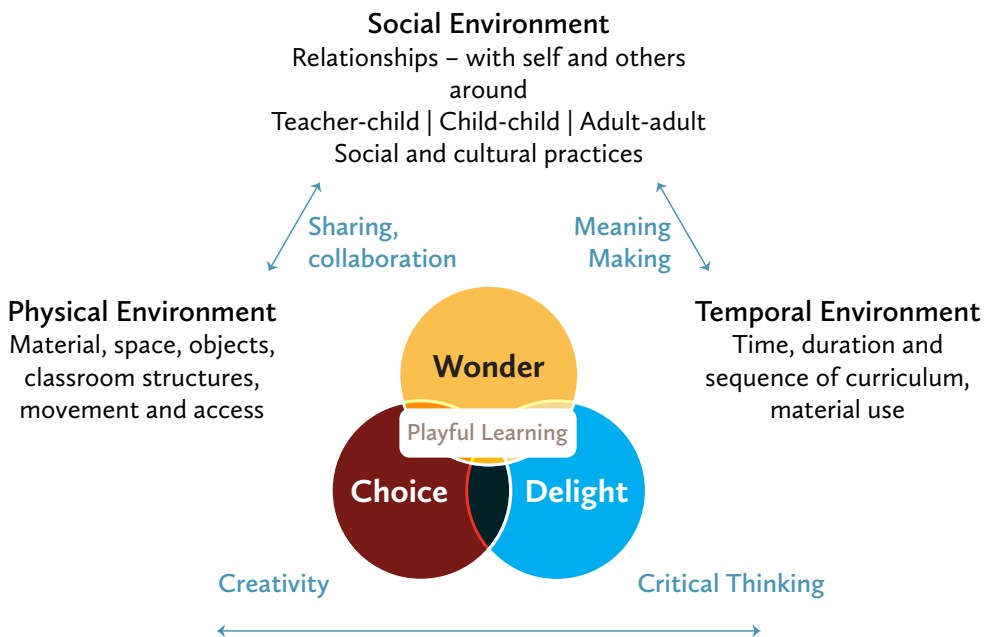 Social Environment
Relationships – with self and others
around
Teacher-child | Child-child | Adult-adult
Social and cultural practices
Sharing,
collaboration
Meaning
Making
Physical Environment
Material, space, objects,
classroom structures,
movement and access
Temporal Environment
Time, duration and
sequence of curriculum,
material use
Wonder
Playful Learning
Choice
Delight
Creativity
Critical Thinking